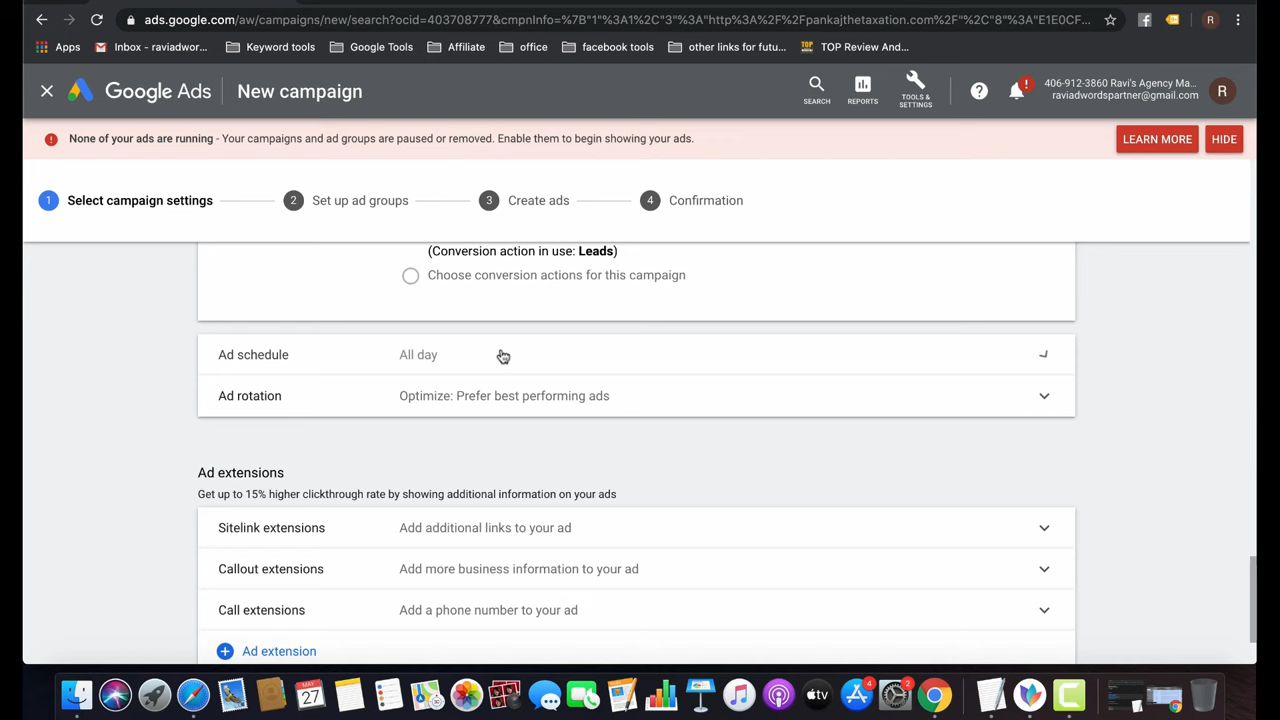 ads.google.com/aw/campaigns/new/search?ocid=403708777&cmpnInfo=%7B"1"%3A1%2C"3"%3A"http%3A%2F%2Fpankajthetaxation.com%2F"%2C"8"%3A"E1E0CF...
Apps
Inbox - raviadwor...
Keyword tools
Google Tools
Affiliate
office
facebook tools
other links for futu...
TOP Review And...
Google Ads
New campaign
SEARCH
REPORTS
TOOLS &
SETTINGS
406-912-3860 Ravi's Agency Ma...
raviadwordspartner@gmail.com
R
None of your ads are running - Your campaigns and ad groups are paused or removed. Enable them to begin showing your ads.
LEARN MORE
HIDE
1 Select campaign settings
2 Set up ad groups
3 Create ads
4 Confirmation
(Conversion action in use: Leads)
Choose conversion actions for this campaign
Ad schedule All day
Ad rotation Optimize: Prefer best performing ads
Ad extensions
Get up to 15% higher clickthrough rate by showing additional information on your ads
Sitelink extensions Add additional links to your ad
Callout extensions Add more business information to your ad
Call extensions Add a phone number to your ad
Ad extension
MAY
27
tv
4
2